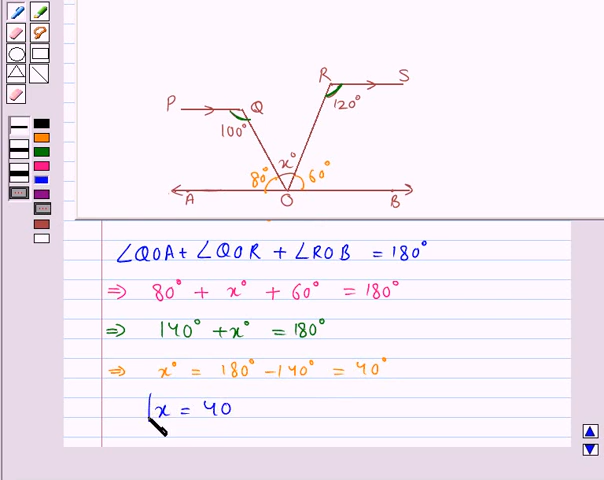 R S
P Q 120°
100°
x°
80° 60°
A O B
∠QOA + ∠QOR + ∠ROB = 180°
⇒ 80° + x° + 60° = 180°
⇒ 140° + x° = 180°
⇒ x° = 180° - 140° = 40°
x = 40